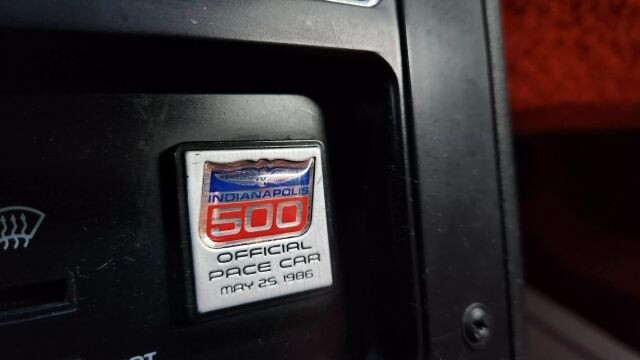 INDIANAPOLIS
500
OFFICIAL
PACE CAR
MAY 25, 1986